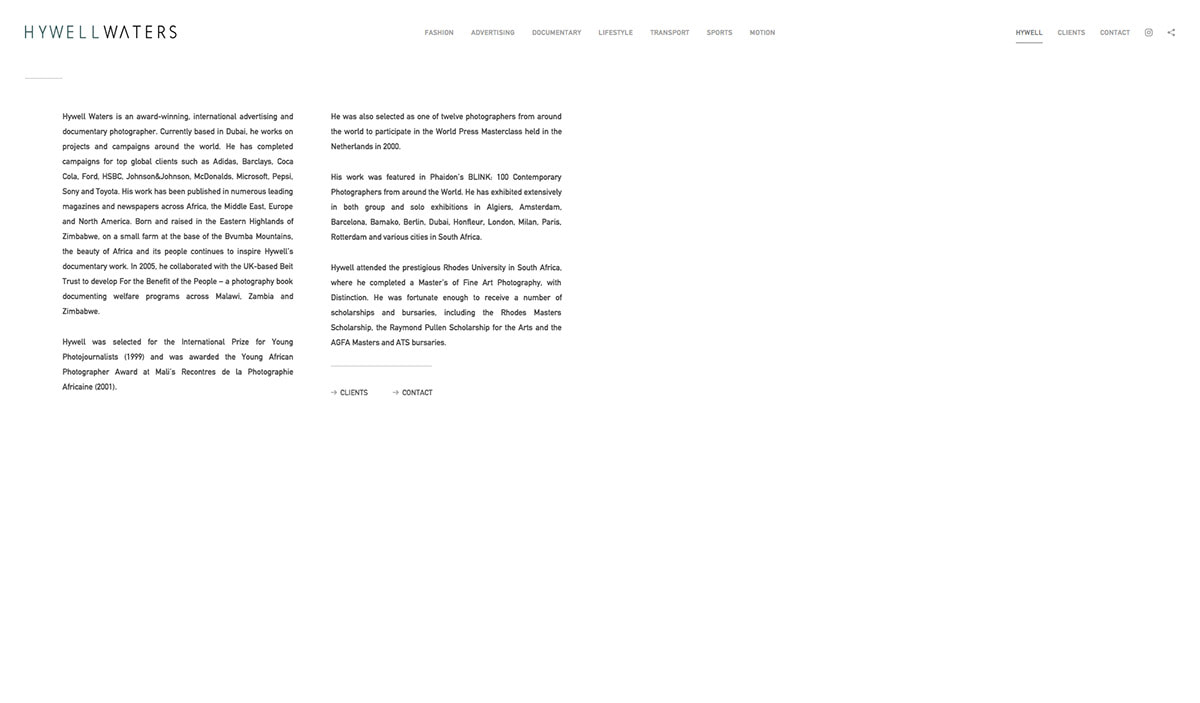 HYWELLWATERS
FASHION ADVERTISING DOCUMENTARY LIFESTYLE TRANSPORT SPORTS MOTION
HYWELL CLIENTS CONTACT
Hywell Waters is an award-winning, international advertising and
documentary photographer. Currently based in Dubai, he works on
projects and campaigns around the world. He has completed
campaigns for top global clients such as Adidas, Barclays, Coca
Cola, Ford, HSBC, Johnson&Johnson, McDonalds, Microsoft, Pepsi,
Sony and Toyota. His work has been published in numerous leading
magazines and newspapers across Africa, the Middle East, Europe
and North America. Born and raised in the Eastern Highlands of
Zimbabwe, on a small farm at the base of the Bvumba Mountains,
the beauty of Africa and its people continues to inspire Hywell's
documentary work. In 2005, he collaborated with the UK-based Beit
Trust to develop For the Benefit of the People – a photography book
documenting welfare programs across Malawi, Zambia and
Zimbabwe.
Hywell was selected for the International Prize for Young
Photojournalists (1999) and was awarded the Young African
Photographer Award at Mali's Recontres de la Photographie
Africaine (2001).
He was also selected as one of twelve photographers from around
the world to participate in the World Press Masterclass held in the
Netherlands in 2000.
His work was featured in Phaidon's BLINK: 100 Contemporary
Photographers from around the World. He has exhibited extensively
in both group and solo exhibitions in Algiers, Amsterdam,
Barcelona, Bamako, Berlin, Dubai, Honfleur, London, Milan, Paris,
Rotterdam and various cities in South Africa.
Hywell attended the prestigious Rhodes University in South Africa,
where he completed a Master's of Fine Art Photography, with
Distinction. He was fortunate enough to receive a number of
scholarships and bursaries, including the Rhodes Masters
Scholarship, the Raymond Pullen Scholarship for the Arts and the
AGFA Masters and ATS bursaries.
→ CLIENTS → CONTACT